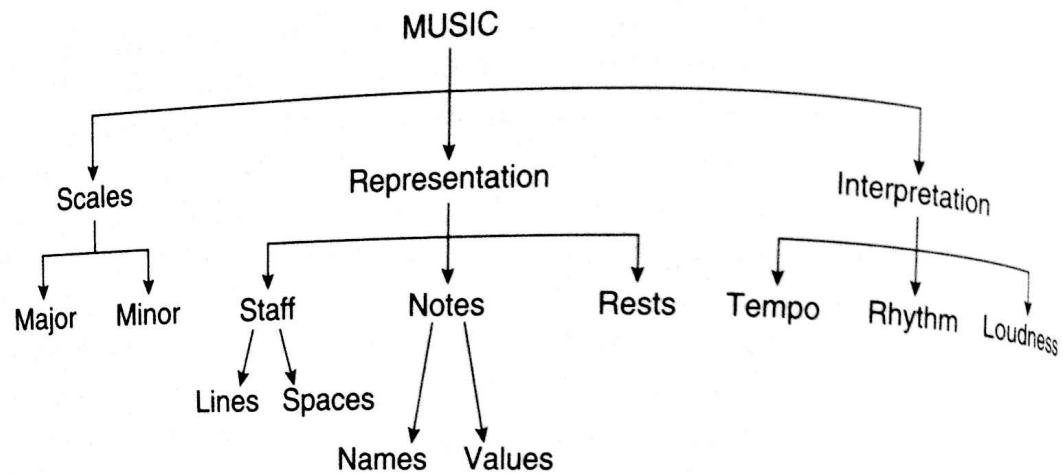 MUSIC
Scales
Representation
Interpretation
Major Minor
Staff
Notes
Rests
Tempo
Rhythm
Loudness
Lines Spaces
Names Values